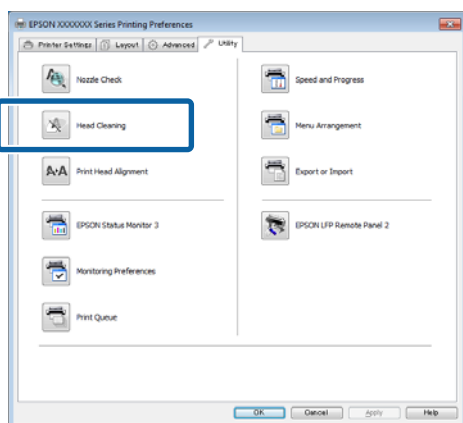 EPSON XXXXXXX Series Printing Preferences
Printer Settings Layout Advanced Utility
Nozzle Check
Speed and Progress
Head Cleaning
Menu Arrangement
A A Print Head Alignment
Export or Import
EPSON Status Monitor 3
EPSON LFP Remote Panel 2
Monitoring Preferences
Print Queue
OK Cancel Apply Help